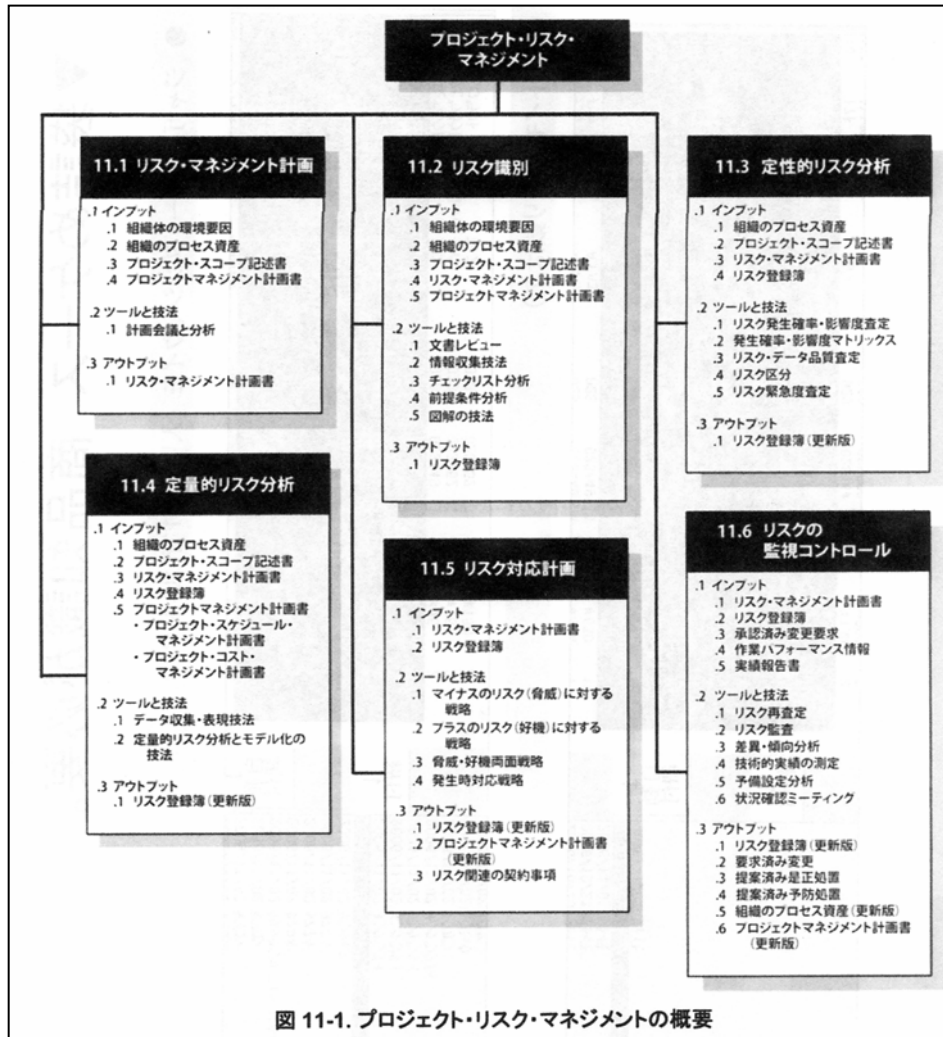 プロジェクト・リスク・
マネジメント
11.1 リスク・マネジメント計画
.1 インプット
.1 組織体の環境要因
.2 組織のプロセス資産
.3 プロジェクト・スコープ記述書
.4 プロジェクトマネジメント計画書
.2 ツールと技法
.1 計画会議と分析
.3 アウトプット
.1 リスク・マネジメント計画書
11.2 リスク識別
.1 インプット
.1 組織体の環境要因
.2 組織のプロセス資産
.3 プロジェクト・スコープ記述書
.4 リスク・マネジメント計画書
.5 プロジェクトマネジメント計画書
.2 ツールと技法
.1 文書レビュー
.2 情報収集技法
.3 チェックリスト分析
.4 前提条件分析
.5 図解の技法
.3 アウトプット
.1 リスク登録簿
11.3 定性的リスク分析
.1 インプット
.1 組織のプロセス資産
.2 プロジェクト・スコープ記述書
.3 リスク・マネジメント計画書
.4 リスク登録簿
.2 ツールと技法
.1 リスク発生確率・影響度査定
.2 発生確率・影響度マトリックス
.3 リスク・データ品質査定
.4 リスク区分
.5 リスク緊急度査定
.3 アウトプット
.1 リスク登録簿(更新版)
11.4 定量的リスク分析
.1 インプット
.1 組織のプロセス資産
.2 プロジェクト・スコープ記述書
.3 リスク・マネジメント計画書
.4 リスク登録簿
.5 プロジェクトマネジメント計画書
・プロジェクト・スケジュール・
マネジメント計画書
・プロジェクト・コスト・
マネジメント計画書
.2 ツールと技法
.1 データ収集・表現技法
.2 定量的リスク分析とモデル化の
技法
.3 アウトプット
.1 リスク登録簿(更新版)
11.5 リスク対応計画
.1 インプット
.1 リスク・マネジメント計画書
.2 リスク登録簿
.2 ツールと技法
.1 マイナスのリスク(脅威)に対する
戦略
.2 プラスのリスク(好機)に対する
戦略
.3 脅威・好機両面戦略
.4 発生時対応戦略
.3 アウトプット
.1 リスク登録簿(更新版)
.2 プロジェクトマネジメント計画書
(更新版)
.3 リスク関連の契約事項
11.6 リスクの
監視コントロール
.1 インプット
.1 リスク・マネジメント計画書
.2 リスク登録簿
.3 承認済み変更要求
.4 作業パフォーマンス情報
.5 実績報告書
.2 ツールと技法
.1 リスク再査定
.2 リスク監査
.3 差異・傾向分析
.4 技術的実績の測定
.5 予備設定分析
.6 状況確認ミーティング
.3 アウトプット
.1 リスク登録簿(更新版)
.2 要求済み変更
.3 提案済み是正処置
.4 提案済み予防処置
.5 組織のプロセス資産(更新版)
.6 プロジェクトマネジメント計画書
(更新版)
図 11-1. プロジェクト・リスク・マネジメントの概要